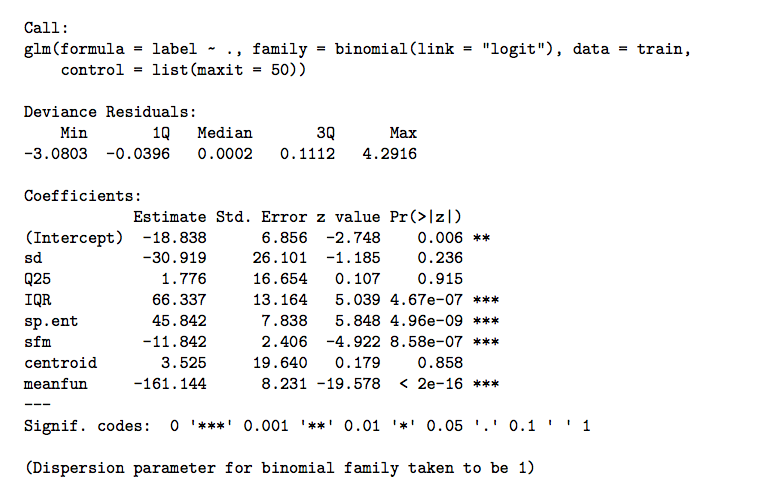 Call:
glm(formula = label ~ ., family = binomial(link = "logit"), data = train,
    control = list(maxit = 50))

Deviance Residuals:
    Min       1Q   Median       3Q      Max
-3.0803  -0.0396   0.0002   0.1112   4.2916

Coefficients:
            Estimate Std. Error z value Pr(>|z|)
(Intercept)  -18.838      6.856  -2.748    0.006 **
sd           -30.919     26.101  -1.185    0.236
Q25            1.776     16.654   0.107    0.915
IQR           66.337     13.164   5.039 4.67e-07 ***
sp.ent        45.842      7.838   5.848 4.96e-09 ***
sfm          -11.842      2.406  -4.922 8.58e-07 ***
centroid       3.525     19.640   0.179    0.858
meanfun     -161.144      8.231 -19.578  < 2e-16 ***
---
Signif. codes:  0 '***' 0.001 '**' 0.01 '*' 0.05 '.' 0.1 ' ' 1

(Dispersion parameter for binomial family taken to be 1)